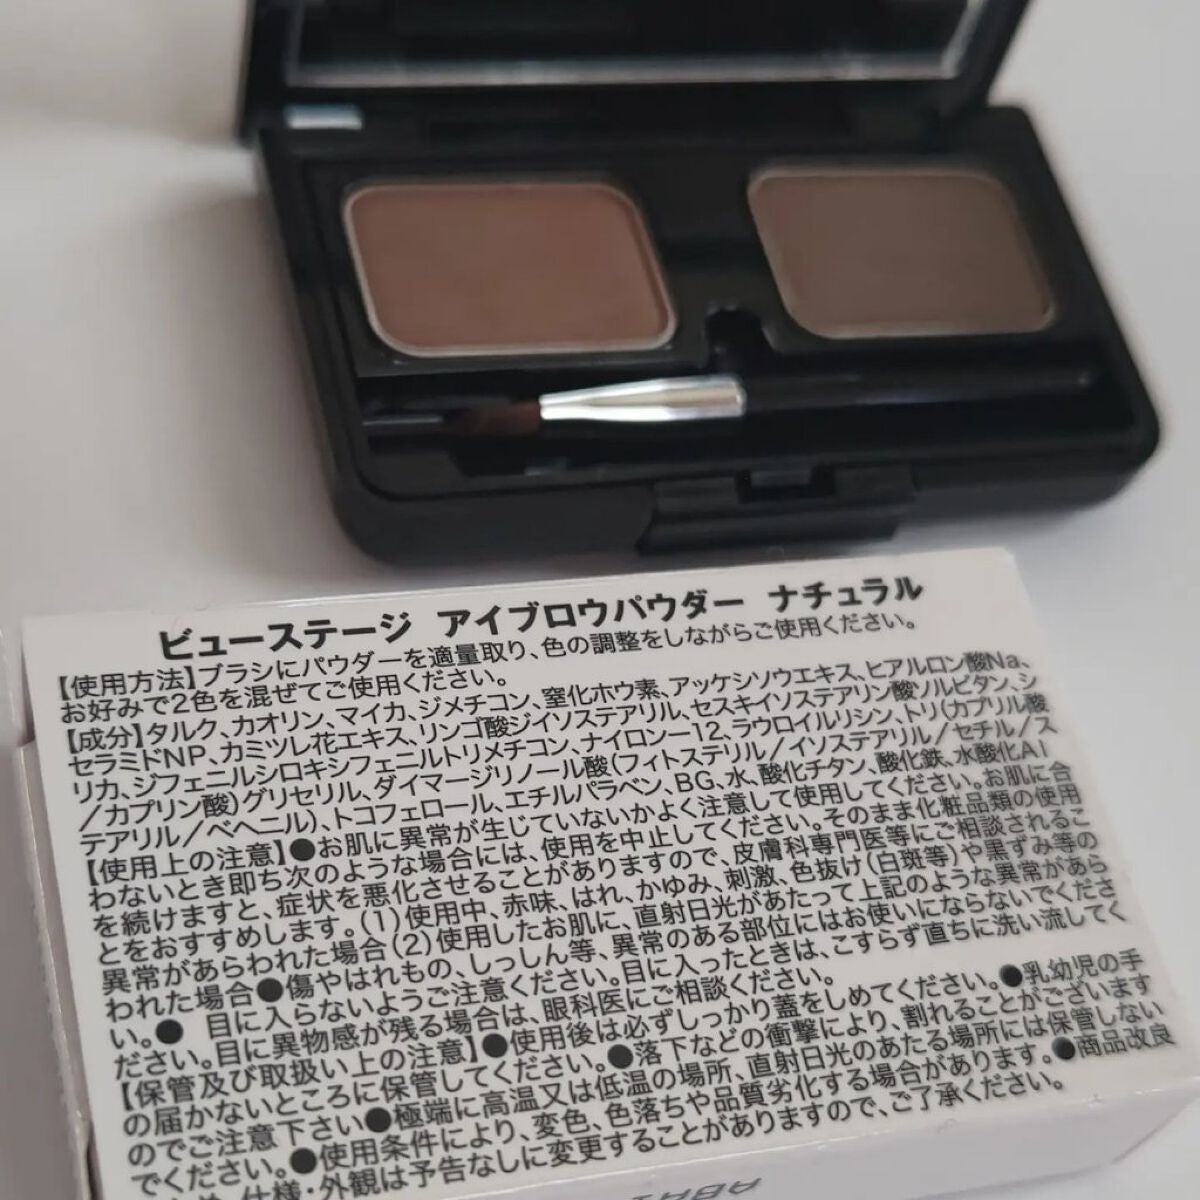 ビューステージ アイブロウパウダー ナチュラル
【使用方法】ブラシにパウダーを適量取り、色の調整をしながらご使用ください。
お好みで2色を混ぜてご使用ください。
【成分】タルク、カオリン、マイカ、ジメチコン、窒化ホウ素、アッケシソウエキス、ヒアルロン酸Na、
セラミドNP、カミツレ花エキス、リンゴ酸ジイソステアリル、セスキイソステアリン酸ソルビタン、シ
リカ、ジフェニルシロキシフェニルトリメチコン、ナイロン－12、ラウロイルリシン、トリ(カプリル酸
／カプリン酸)グリセリル、ダイマージリノール酸(フィトステリル／イソステアリル／セチル／ス
テアリル／ベヘニル)、トコフェロール、エチルパラベン、BG、水、酸化チタン、酸化鉄、水酸化Al
【使用上の注意】●お肌に異常が生じていないかよく注意して使用してください。お肌に合
わないとき即ち次のような場合には、使用を中止してください。そのまま化粧品類の使用
を続けますと、症状を悪化させることがありますので、皮膚科専門医等にご相談されるこ
とをおすすめします。(1)使用中、赤味、はれ、かゆみ、刺激、色抜け(白斑等)や黒ずみ等の
異常があらわれた場合(2)使用したお肌に、直射日光があたって上記のような異常があら
われた場合●傷やはれもの、しっしん等、異常のある部位にはお使いにならないでくださ
い。● 目に入らないようご注意ください。目に入ったときは、こすらず直ちに洗い流してく
ださい。目に異物感が残る場合は、眼科医にご相談ください。
【保管及び取扱い上の注意】●使用後は必ずしっかり蓋をしめてください。●乳幼児の手
の届かないところに保管してください。●落下などの衝撃により、割れることがございます
のでご注意下さい●極端に高温又は低温の場所、直射日光のあたる場所には保管しない
でください。●使用条件により、変色、色落ちや品質劣化する場合があります。●商品改良
のため、仕様・外観は予告なしに変更することがありますので、ご了承ください。